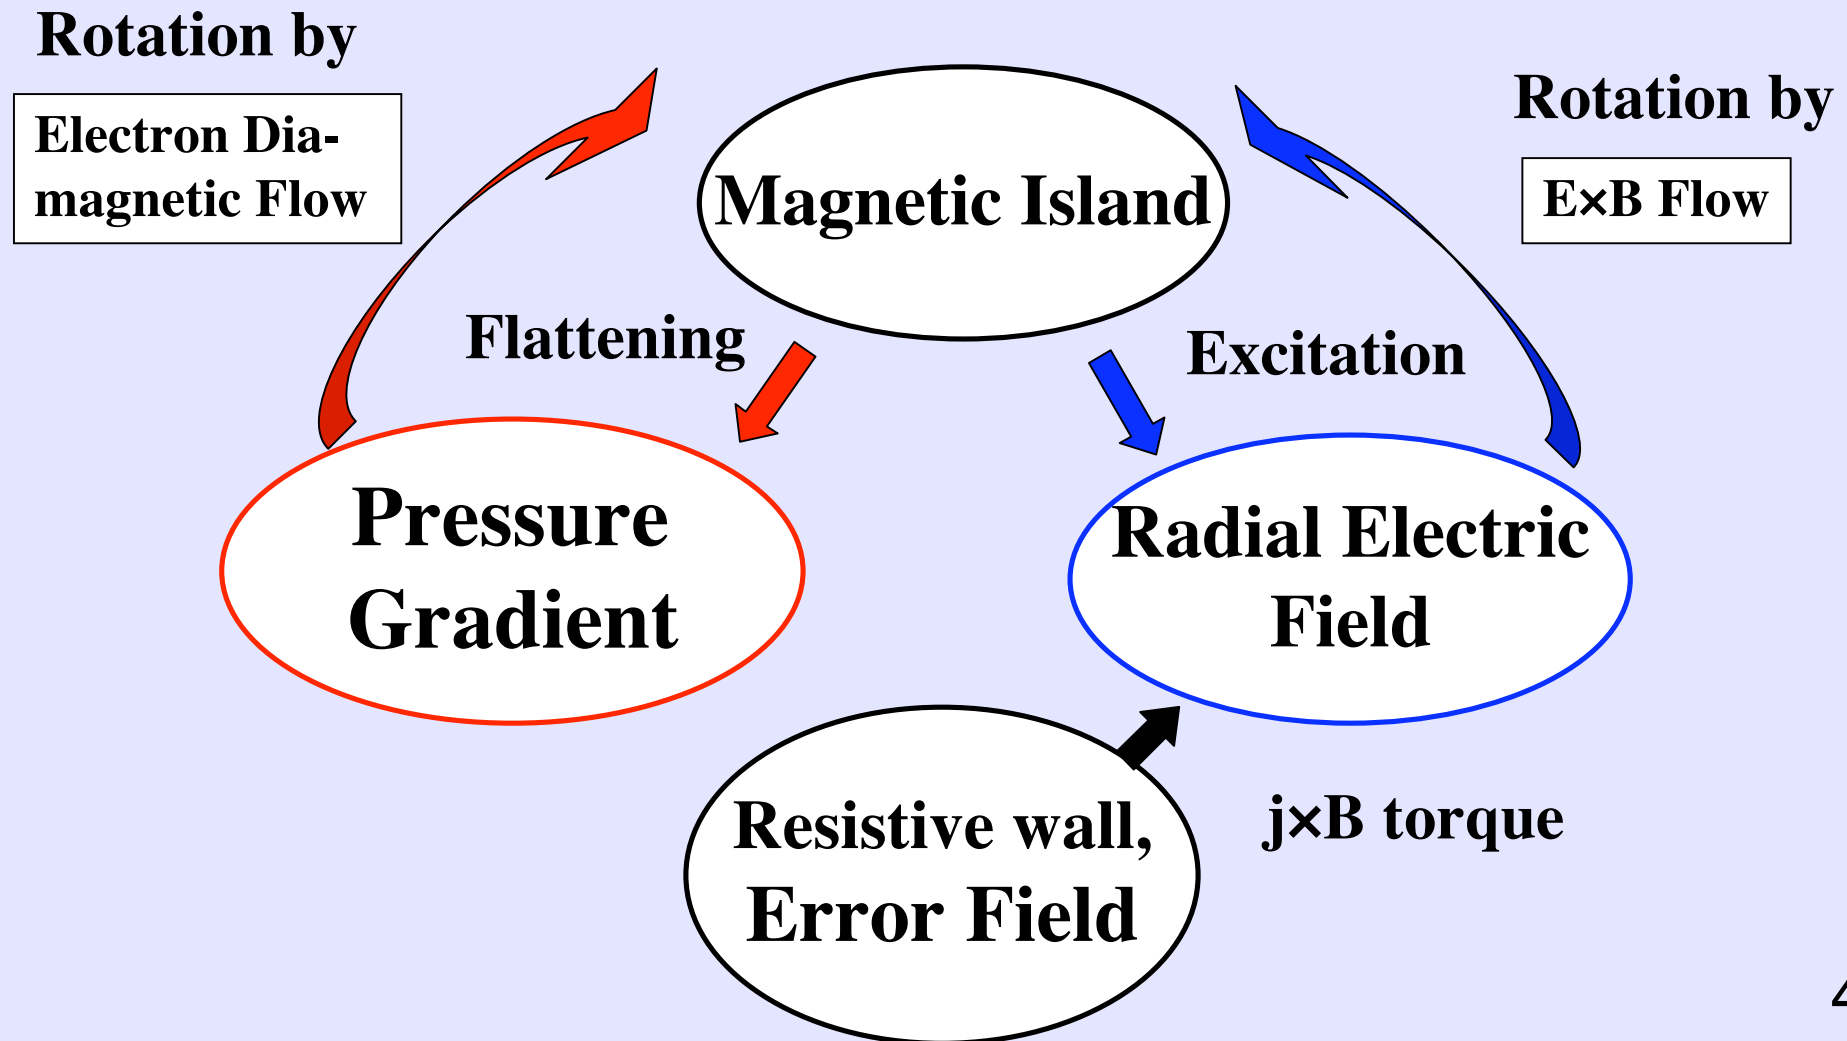 Rotation by
Electron Dia-
magnetic Flow
Magnetic Island
Rotation by
E×B Flow
Flattening
Excitation
Pressure
Gradient
Radial Electric
Field
Resistive wall,
Error Field
j×B torque